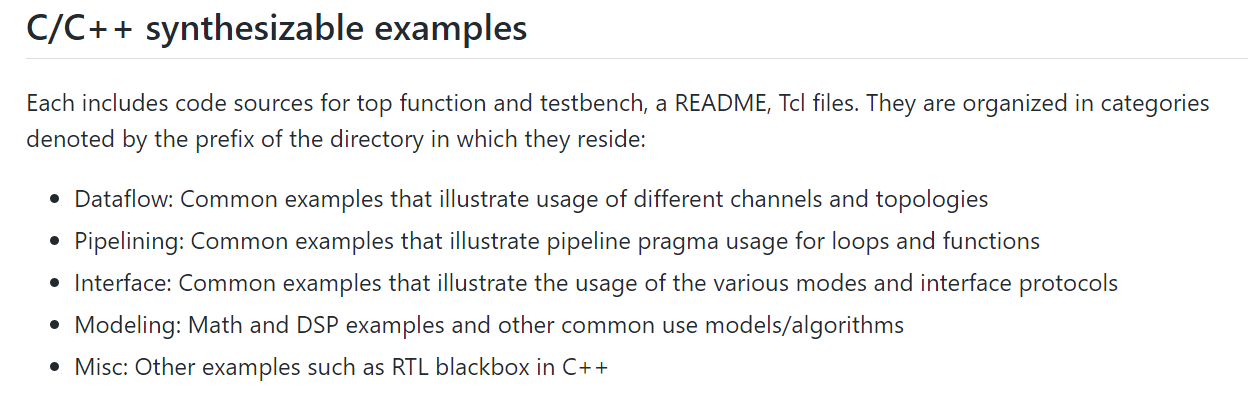 C/C++ synthesizable examples
Each includes code sources for top function and testbench, a README, Tcl files. They are organized in categories
denoted by the prefix of the directory in which they reside:
• Dataflow: Common examples that illustrate usage of different channels and topologies
• Pipelining: Common examples that illustrate pipeline pragma usage for loops and functions
• Interface: Common examples that illustrate the usage of the various modes and interface protocols
• Modeling: Math and DSP examples and other common use models/algorithms
• Misc: Other examples such as RTL blackbox in C++